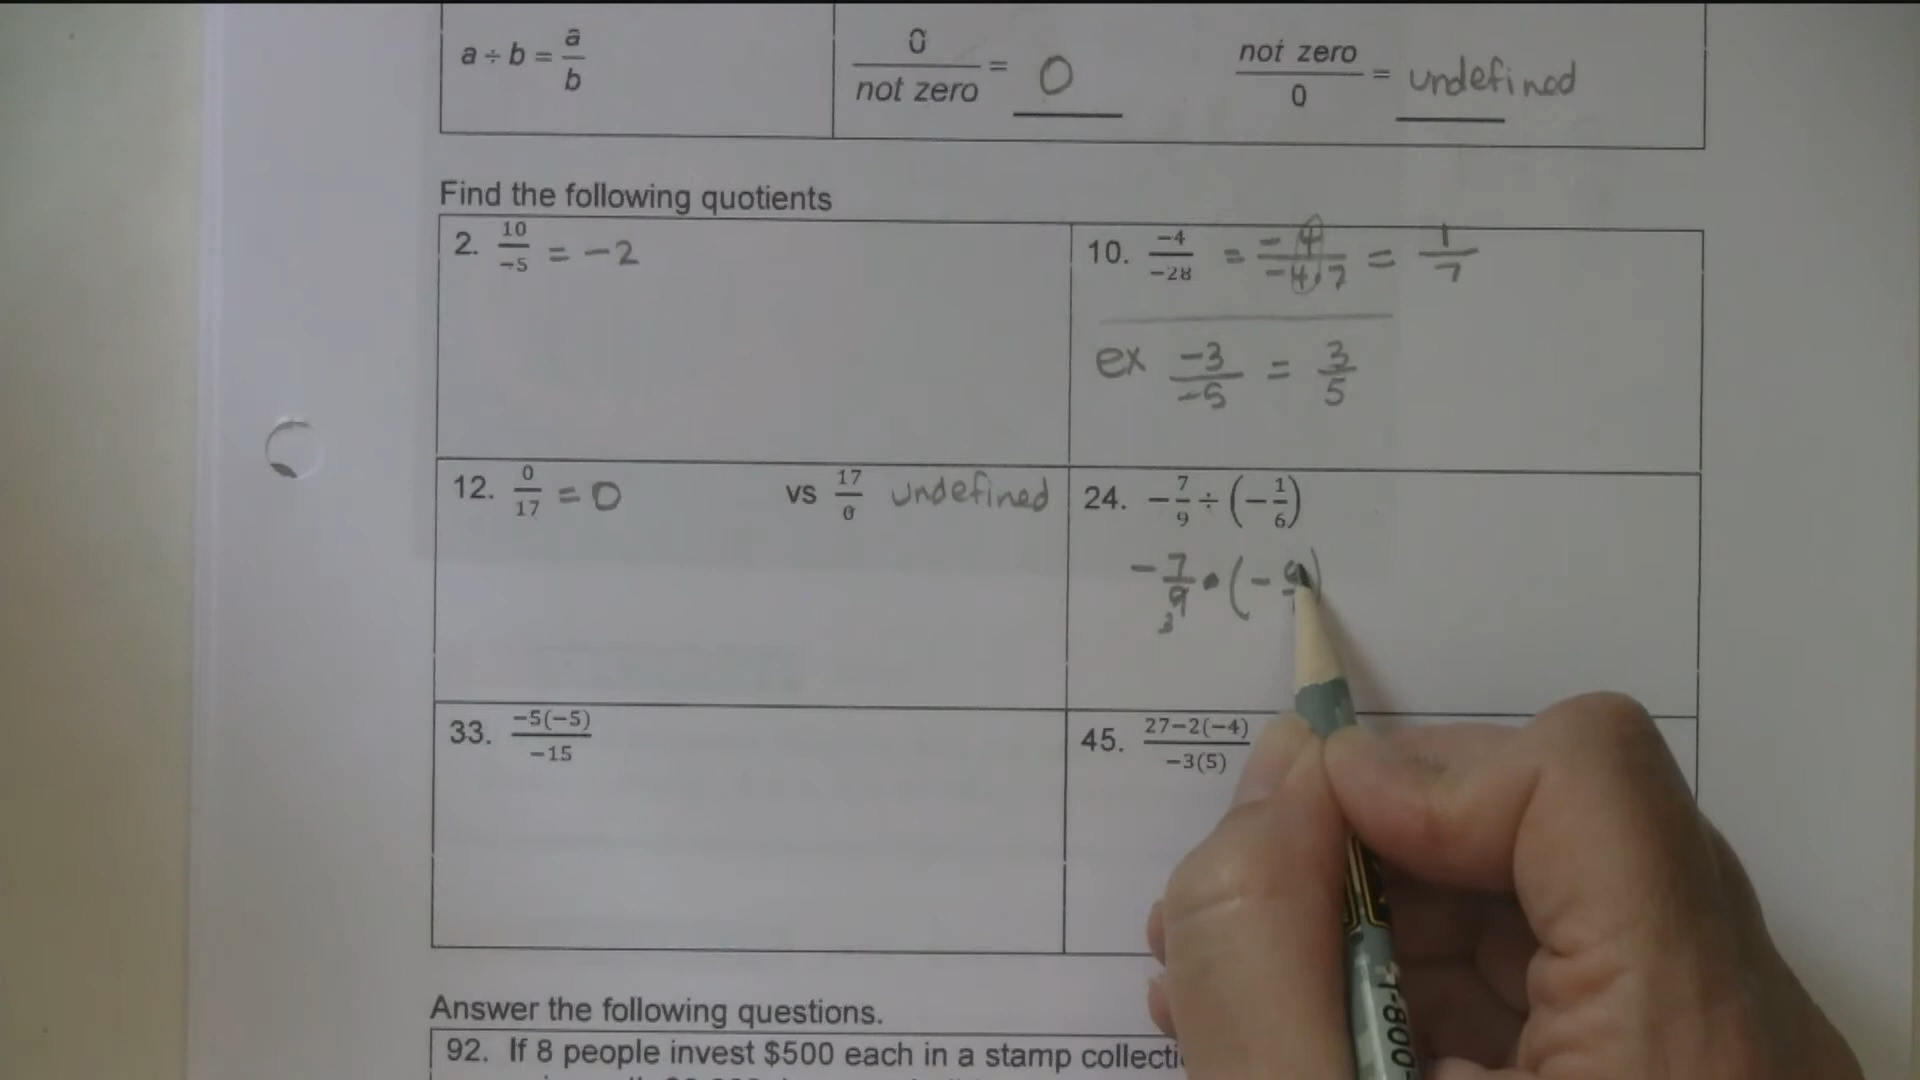 a ÷ b = a/b
0/not zero = 0
not zero/0 = undefined
Find the following quotients
2. 10/-5 = -2
10. -4/-28 = -4/-4·7 = 1/7
ex -3/-5 = 3/5
12. 0/17 = 0 vs 17/0 undefined
24. -7/9 ÷ (-1/6)
-7/9 · (-
3
33. -5(-5)/-15
45. 27-2(-4)/-3(5)
Answer the following questions.
92. If 8 people invest $500 each in a stamp